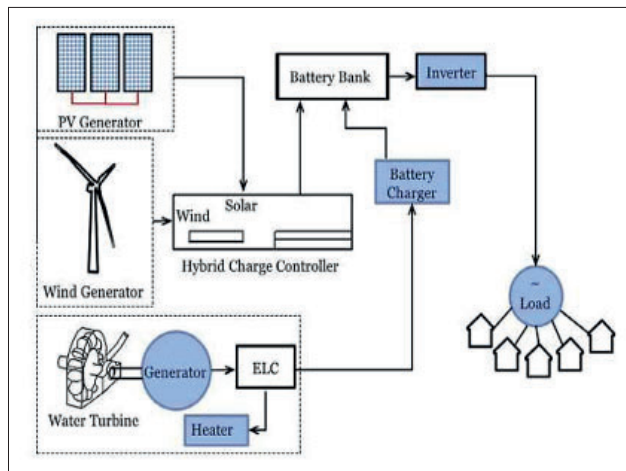 PV Generator
Battery Bank
Inverter
Battery
Charger
Wind
Solar
Hybrid Charge Controller
Wind Generator
~
Load
Water Turbine
Generator
ELC
Heater